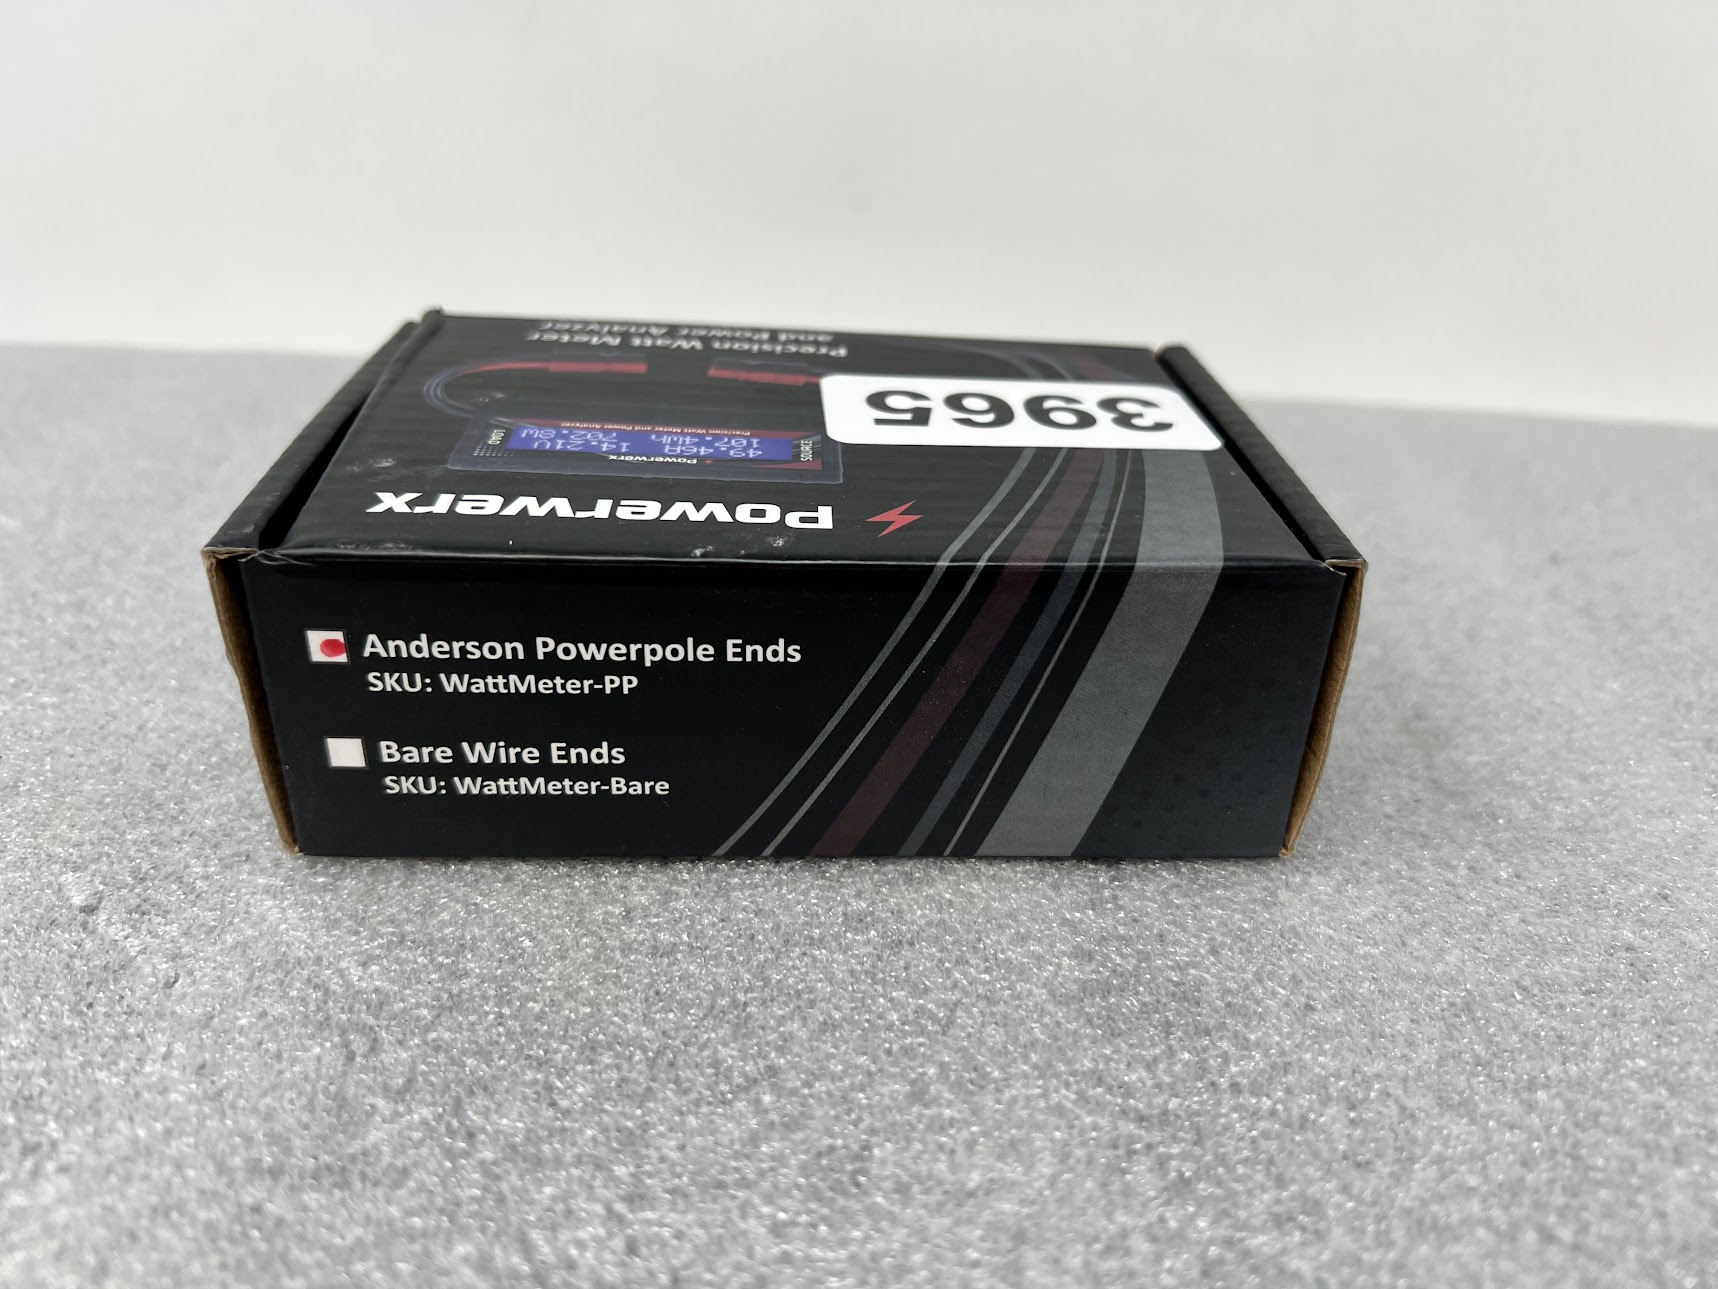 Precision Watt Meter
and Power Analyzer
3965
SOURCE
Powerwerx
LOAD
49.46A 14.21V
107.4Wh 702.8W
Precision Watt Meter and Power Analyzer
Powerwerx
Anderson Powerpole Ends
SKU: WattMeter-PP
Bare Wire Ends
SKU: WattMeter-Bare